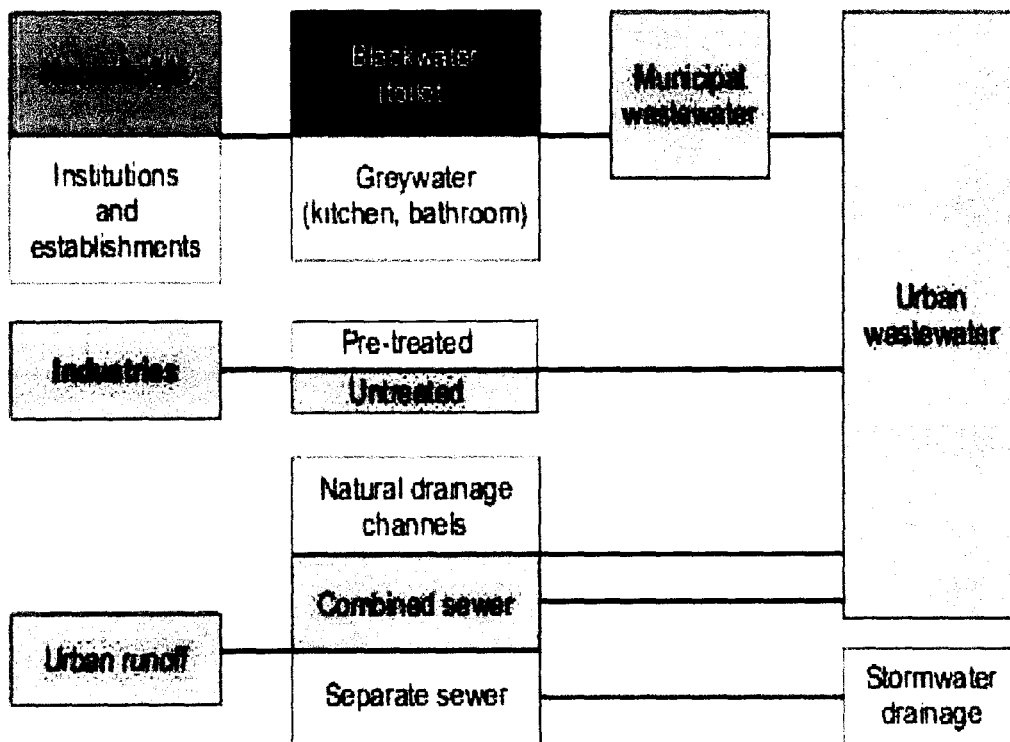 Blackwater
(toilet
Municipal
wastewater
Institutions
and
establishments
Greywater
(kitchen, bathroom)
Urban
wastewater
Industries
Pre-treated
Untreated
Natural drainage
channels
Combined sewer
Urban runoff
Separate sewer
Stormwater
drainage